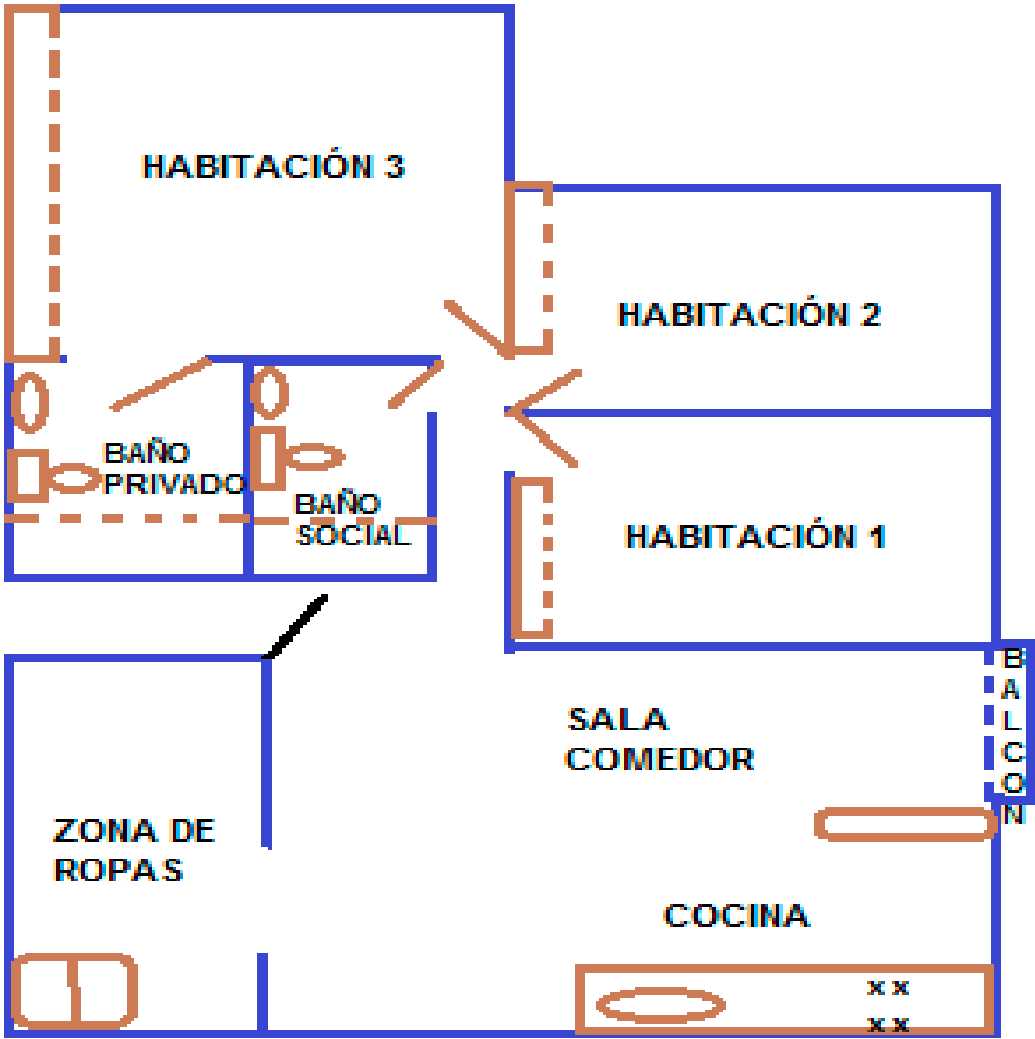 HABITACIÓN 3
HABITACIÓN 2
BAÑO
PRIVADO
BAÑO
SOCIAL
HABITACIÓN 1
B
A
L
C
O
N
SALA
COMEDOR
ZONA DE
ROPAS
COCINA
x x
x x